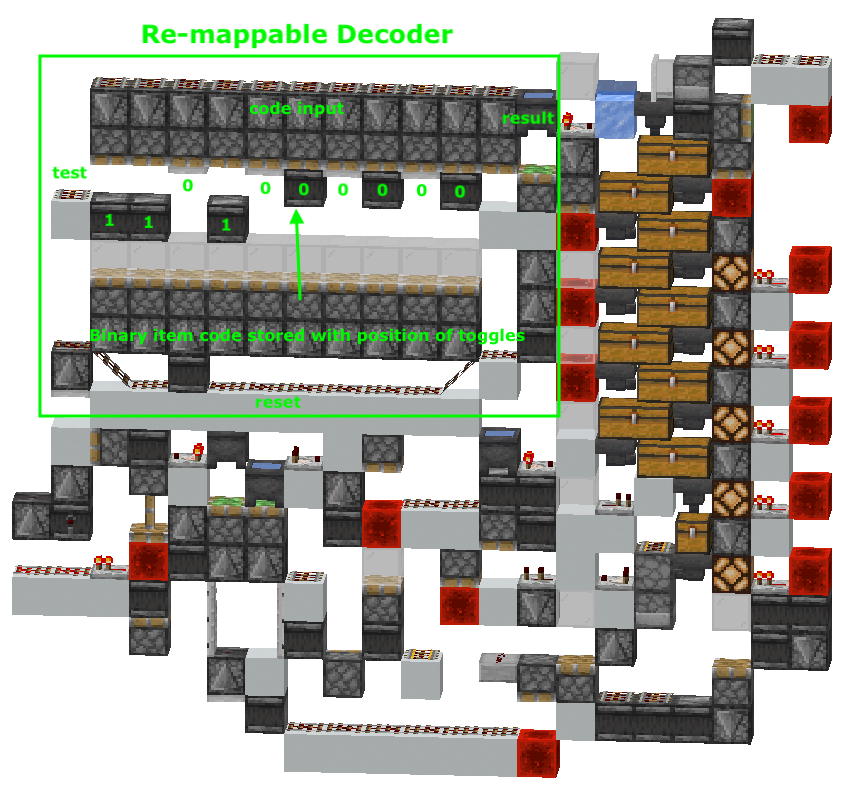 Re-mappable Decoder
code input
result
test
0
0 0 0 0 0 0
1 1 1
Binary item code stored with position of toggles
reset